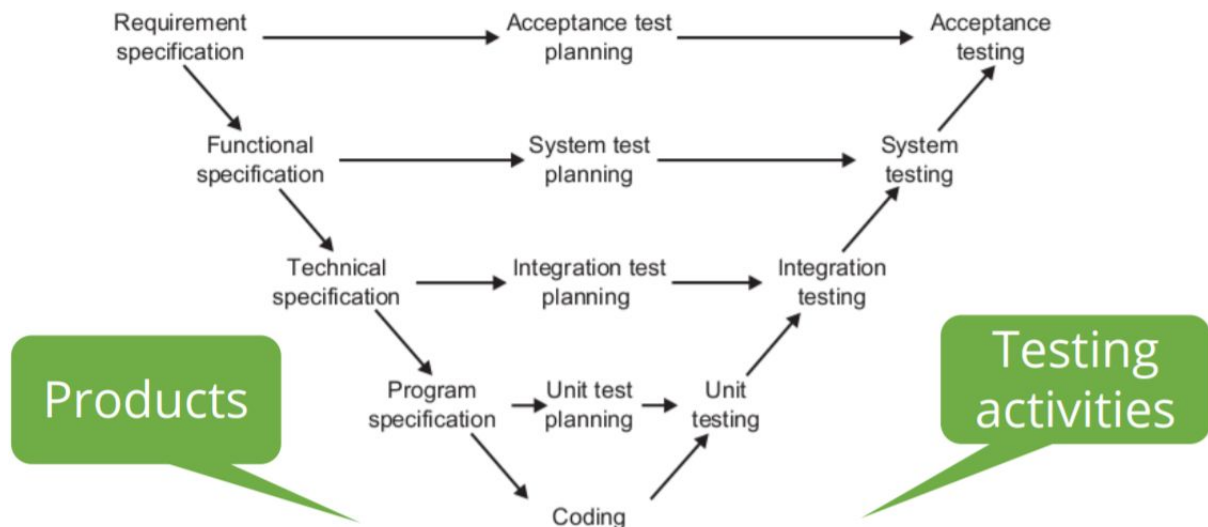 Requirement
specification
Acceptance test
planning
Acceptance
testing
Functional
specification
System test
planning
System
testing
Technical
specification
Integration test
planning
Integration
testing
Products
Testing
activities
Program
specification
Unit test
planning
Unit
testing
Coding